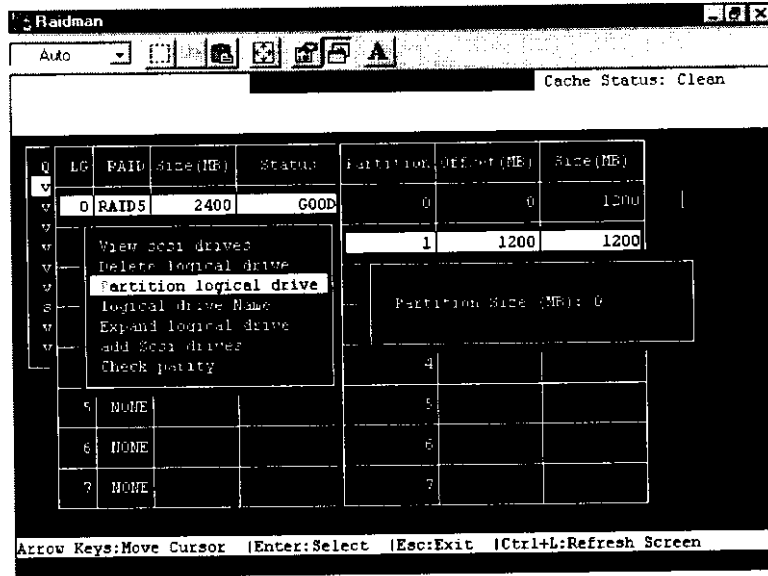 Raidman
Auto
A
Cache Status: Clean
Q LG RAID Size(MB) Status Partition Offset(MB) Size(MB)
v
v 0 RAID5 2400 GOOD 0 0 1200
v
v View scsi drives 1 1200 1200
v Delete logical drive
v Partition logical drive
s logical drive Name Partition Size (MB): 0
v Expand logical drive
v add Scsi drives
Check parity 4
5 NONE 5
6 NONE 6
7 NONE 7
Arrow Keys:Move Cursor |Enter:Select |Esc:Exit |Ctrl+L:Refresh Screen